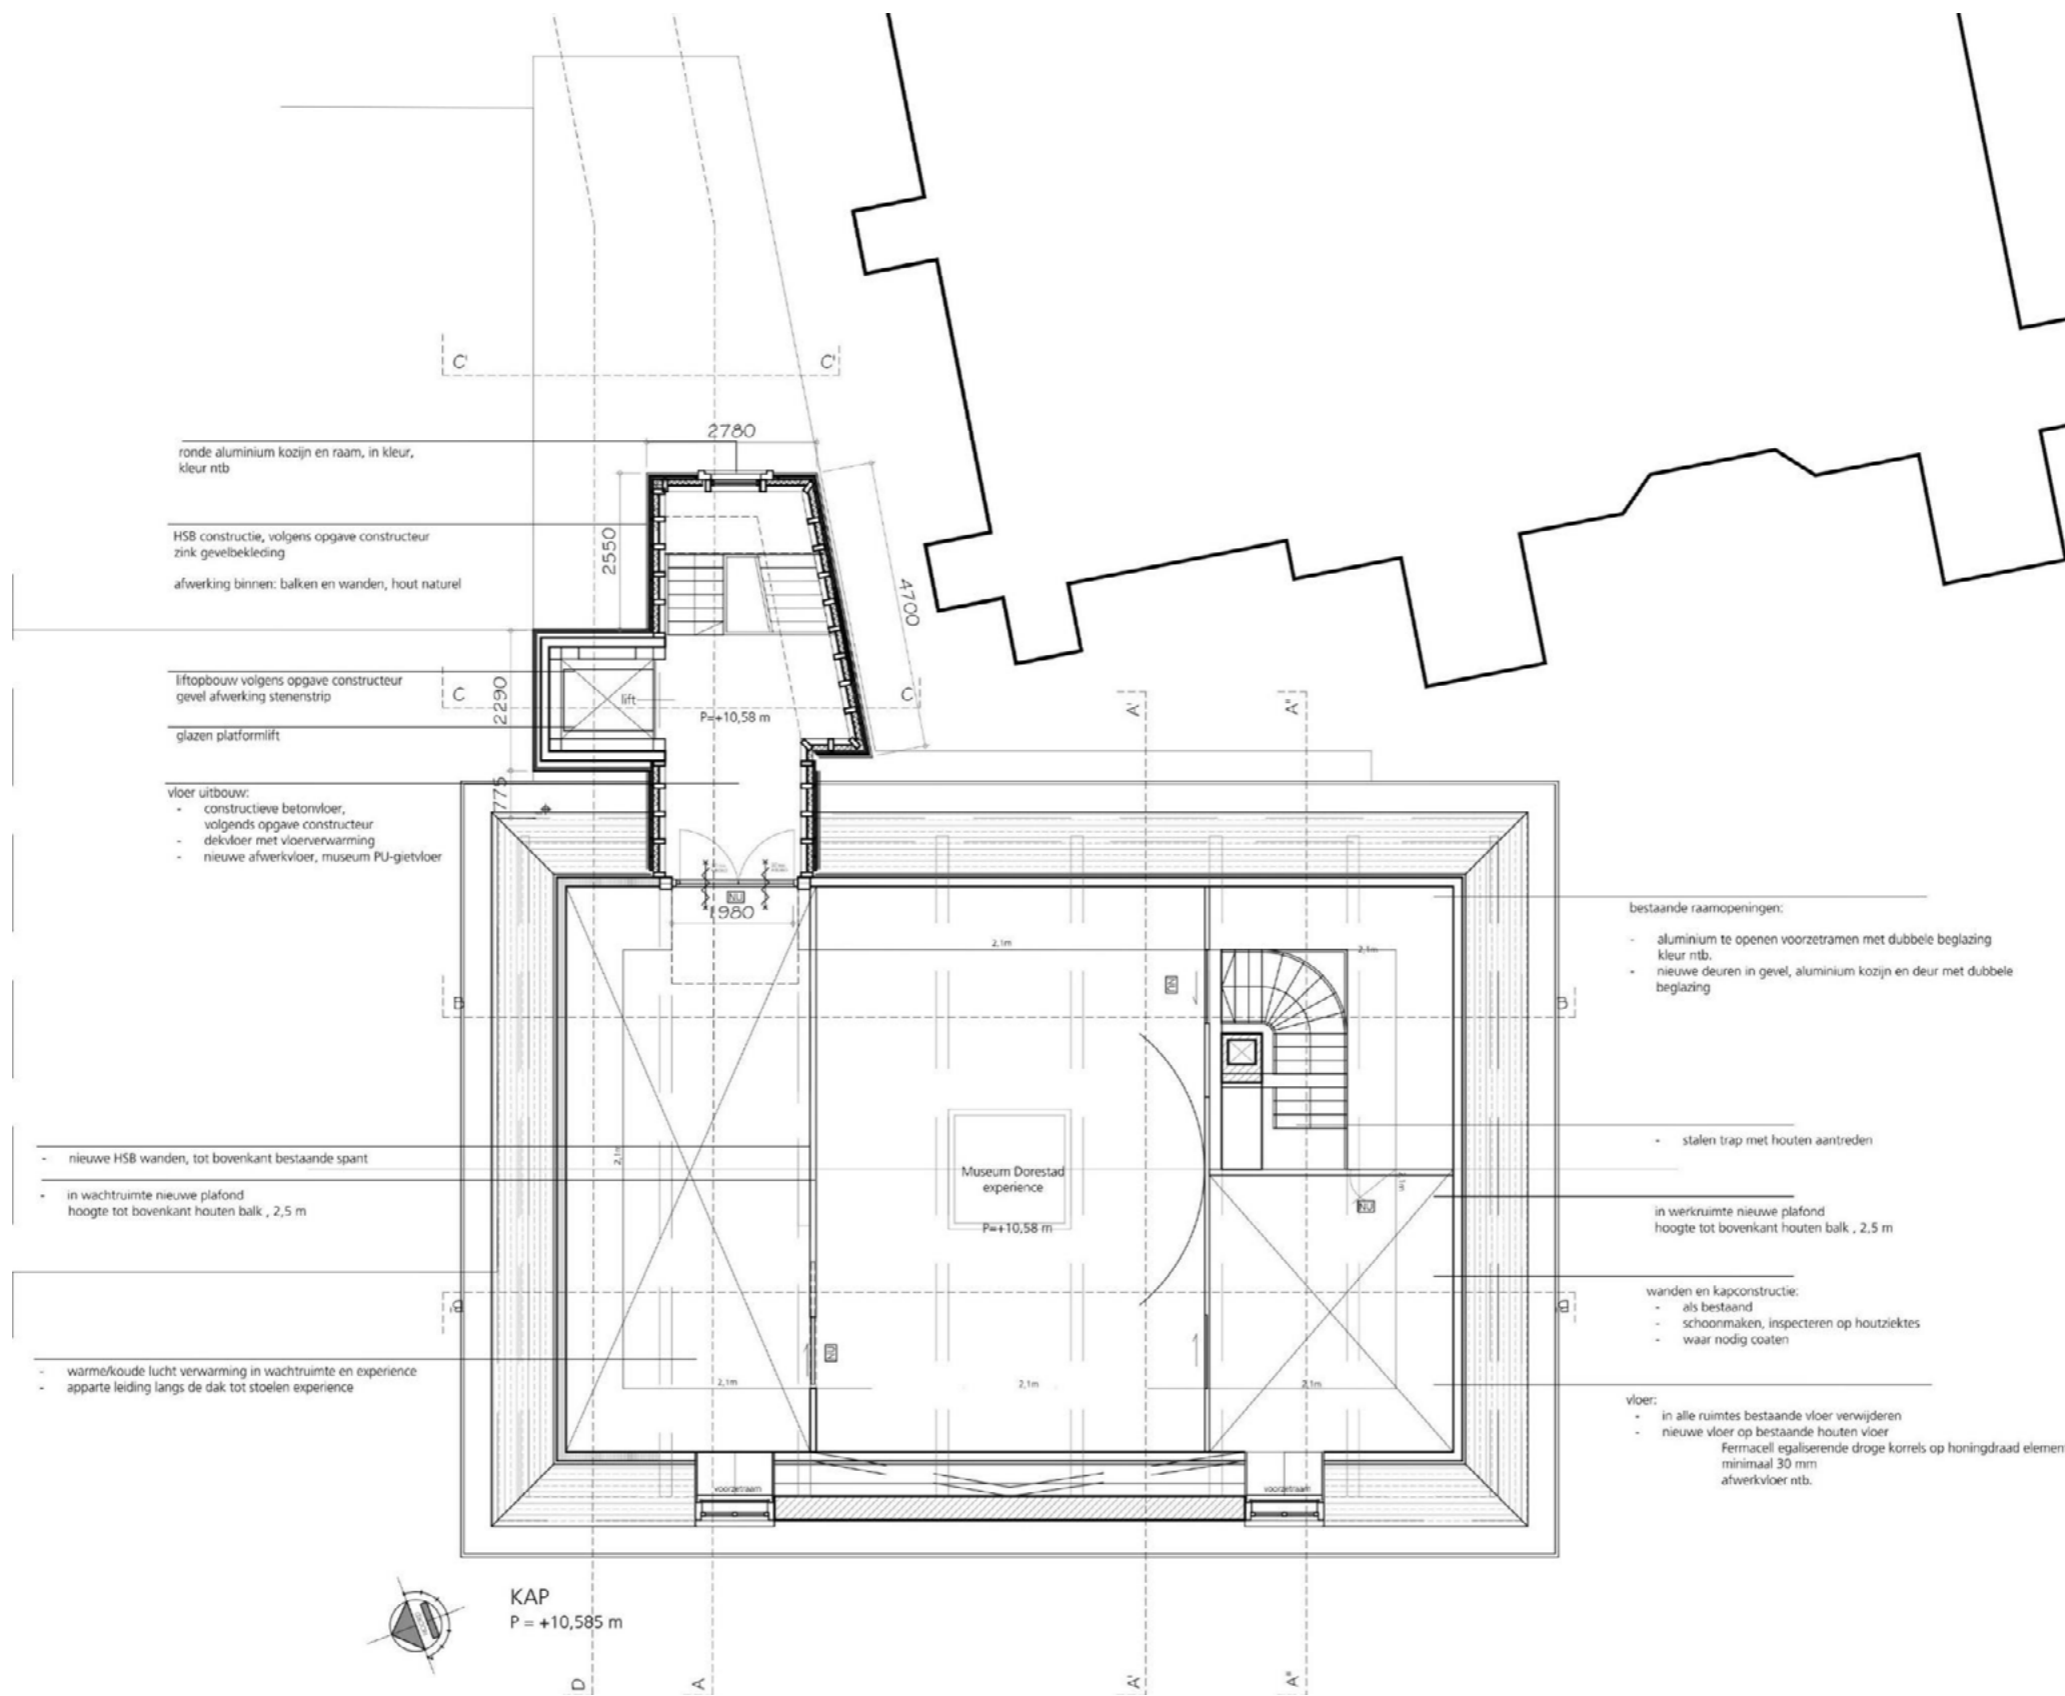 C'
C'
2780
ronde aluminium kozijn en raam, in kleur,
kleur ntb
2550
HSB constructie, volgens opgave constructeur
zink gevelbekleding
afwerking binnen: balken en wanden, hout naturel
4700
liftopbouw volgens opgave constructeur
gevel afwerking stenenstrip
2290
C
lift
C
P=+10,58 m
A'
A"
glazen platformlift
775
vloer uitbouw:
- constructieve betonvloer,
volgends opgave constructeur
- dekvloer met vloerverwarming
- nieuwe afwerkvloer, museum PU-gietvloer
NU
1980
bestaande raamopeningen:
- aluminium te openen voorzetramen met dubbele beglazing
kleur ntb.
- nieuwe deuren in gevel, aluminium kozijn en deur met dubbele
beglazing
2,1m
2,1m
NU
B
B
- stalen trap met houten aantreden
- nieuwe HSB wanden, tot bovenkant bestaande spant
2,1m
Museum Dorestad
experience
P=+10,58 m
2,1m
NU
- in wachtruimte nieuwe plafond
hoogte tot bovenkant houten balk , 2,5 m
in werkruimte nieuwe plafond
hoogte tot bovenkant houten balk , 2,5 m
wanden en kapconstructie:
- als bestaand
- schoonmaken, inspecteren op houtziektes
- waar nodig coaten
B'
B'
NU
- warme/koude lucht verwarming in wachtruimte en experience
- apparte leiding langs de dak tot stoelen experience
2,1m
2,1m
2,1m
vloer:
- in alle ruimtes bestaande vloer verwijderen
- nieuwe vloer op bestaande houten vloer
Fermacell egaliserende droge korrels op honingdraad elemen
minimaal 30 mm
afwerkvloer ntb.
voorzetraam
voorzetraam
KAP
P = +10,585 m
D
A
A'
A"